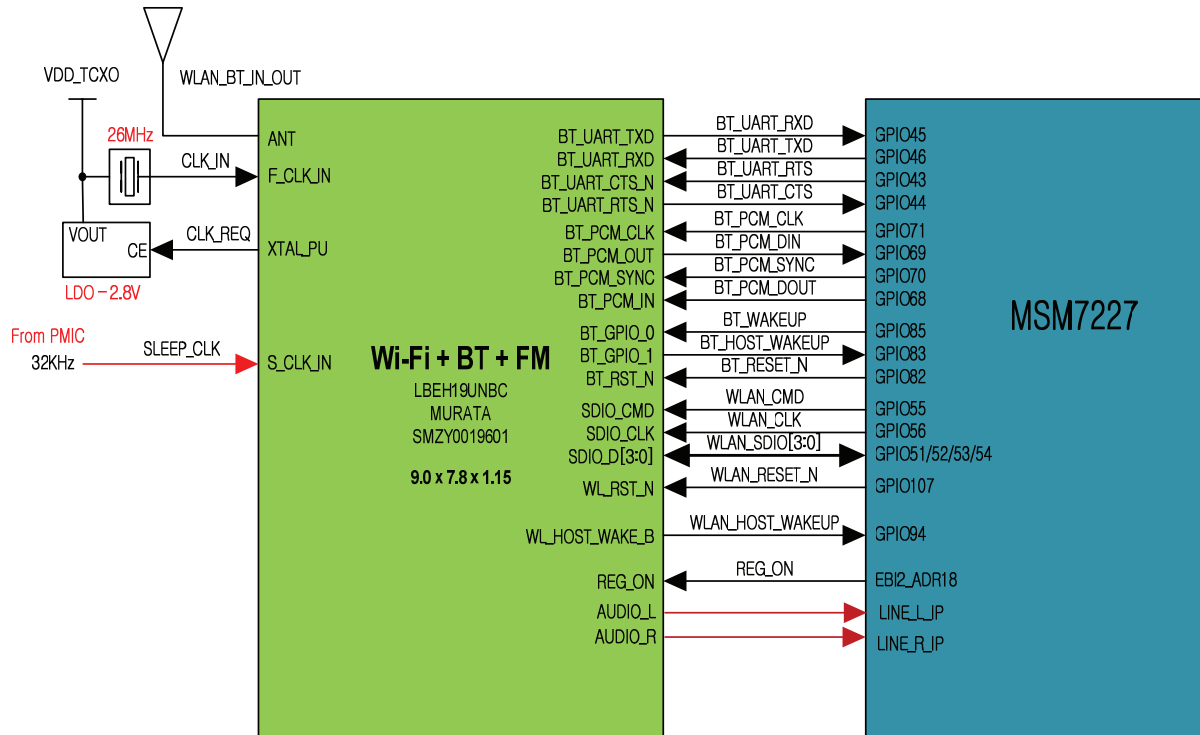 WLAN_BT_IN_OUT
VDD_TCXO
26MHz
CLK_IN
VOUT
CE
CLK_REQ
LDO - 2.8V
From PMIC
32KHz
SLEEP_CLK
ANT
F_CLK_IN
XTAL_PU
S_CLK_IN
Wi-Fi + BT + FM
LBEH19UNBC
MURATA
SMZY0019601
9.0 x 7.8 x 1.15
BT_UART_TXD
BT_UART_RXD
BT_UART_CTS_N
BT_UART_RTS_N
BT_PCM_CLK
BT_PCM_OUT
BT_PCM_SYNC
BT_PCM_IN
BT_GPIO_0
BT_GPIO_1
BT_RST_N
SDIO_CMD
SDIO_CLK
SDIO_D[3:0]
WL_RST_N
WL_HOST_WAKE_B
REG_ON
AUDIO_L
AUDIO_R
BT_UART_RXD
BT_UART_TXD
BT_UART_RTS
BT_UART_CTS
BT_PCM_CLK
BT_PCM_DIN
BT_PCM_SYNC
BT_PCM_DOUT
BT_WAKEUP
BT_HOST_WAKEUP
BT_RESET_N
WLAN_CMD
WLAN_CLK
WLAN_SDIO[3:0]
WLAN_RESET_N
WLAN_HOST_WAKEUP
REG_ON
GPIO45
GPIO46
GPIO43
GPIO44
GPIO71
GPIO69
GPIO70
GPIO68
GPIO85
GPIO83
GPIO82
GPIO55
GPIO56
GPIO51/52/53/54
GPIO107
GPIO94
EBI2_ADR18
LINE_L_IP
LINE_R_IP
MSM7227